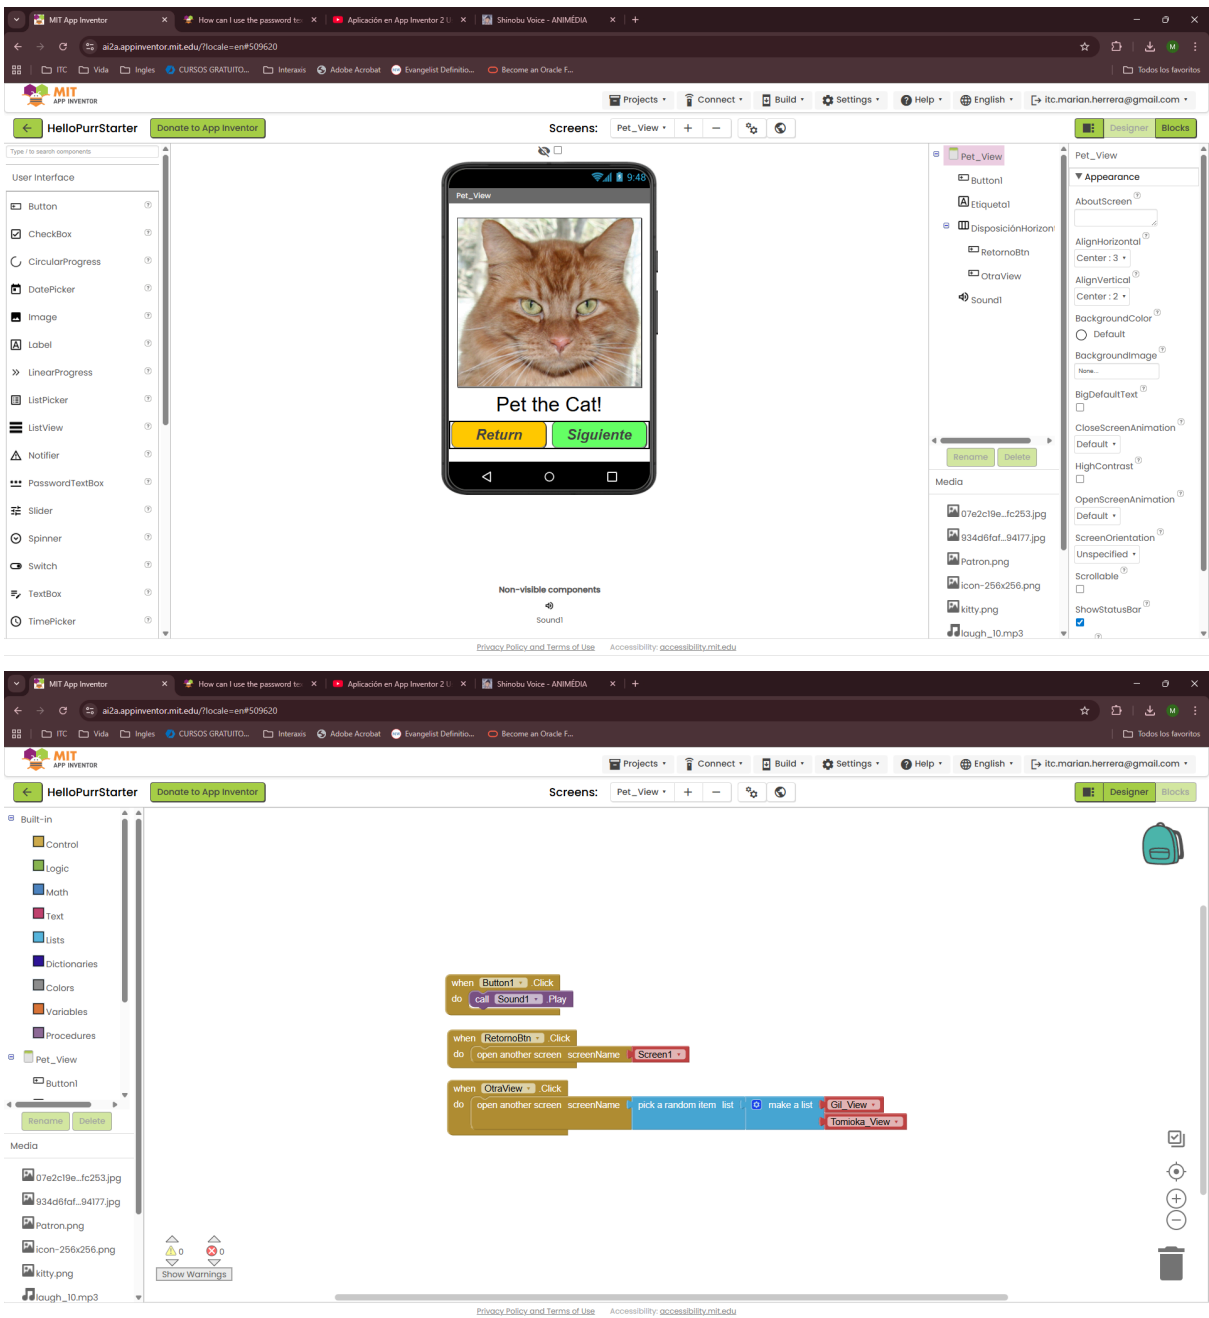 MIT App Inventor
How can I use the password te
Aplicación en App Inventor 2 U
Shinobu Voice - ANIMÉDIA
ai2a.appinventor.mit.edu/?locale=en#509620
M
ITC
Vida
Ingles
CURSOS GRATUITO...
Interaxis
Adobe Acrobat
Evangelist Definitio...
Become an Oracle F...
Todos los favoritos
MIT
APP INVENTOR
Projects
Connect
Build
Settings
Help
English
itc.marian.herrera@gmail.com
HelloPurrStarter
Donate to App Inventor
Screens:
Pet_View
Designer
Blocks
Type / to search components
User Interface
Button
CheckBox
CircularProgress
DatePicker
Image
Label
LinearProgress
ListPicker
ListView
Notifier
PasswordTextBox
Slider
Spinner
Switch
TextBox
TimePicker
9:48
Pet_View
Pet the Cat!
Return
Siguiente
Non-visible components
Sound1
Pet_View
Button1
Etiqueta1
DisposiciónHorizon
RetornoBtn
OtraView
Sound1
Rename
Delete
Media
07e2c19e...fc253.jpg
934d6faf...94177.jpg
Patron.png
icon-256x256.png
kitty.png
laugh_10.mp3
Pet_View
Appearance
AboutScreen
AlignHorizontal
Center : 3
AlignVertical
Center : 2
BackgroundColor
Default
BackgroundImage
None...
BigDefaultText
CloseScreenAnimation
Default
HighContrast
OpenScreenAnimation
Default
ScreenOrientation
Unspecified
Scrollable
ShowStatusBar
Privacy Policy and Terms of Use
Accessibility: accessibility.mit.edu
MIT App Inventor
How can I use the password te
Aplicación en App Inventor 2 U
Shinobu Voice - ANIMÉDIA
ai2a.appinventor.mit.edu/?locale=en#509620
M
ITC
Vida
Ingles
CURSOS GRATUITO...
Interaxis
Adobe Acrobat
Evangelist Definitio...
Become an Oracle F...
Todos los favoritos
MIT
APP INVENTOR
Projects
Connect
Build
Settings
Help
English
itc.marian.herrera@gmail.com
HelloPurrStarter
Donate to App Inventor
Screens:
Pet_View
Designer
Blocks
Built-in
Control
Logic
Math
Text
Lists
Dictionaries
Colors
Variables
Procedures
Pet_View
Button1
Rename
Delete
Media
07e2c19e...fc253.jpg
934d6faf...94177.jpg
Patron.png
icon-256x256.png
kitty.png
laugh_10.mp3
when Button1 .Click
do call Sound1 .Play
when RetornoBtn .Click
do open another screen screenName Screen1
when OtraView .Click
do open another screen screenName pick a random item list make a list Gil_View
Tomioka_View
0
0
Show Warnings
Privacy Policy and Terms of Use
Accessibility: accessibility.mit.edu